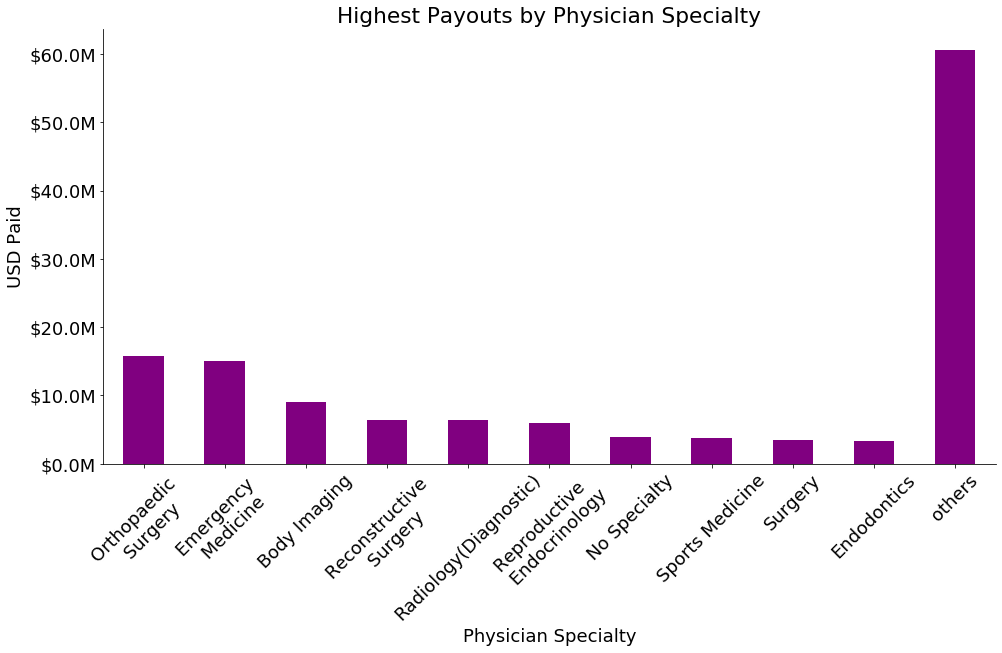 Highest Payouts by Physician Specialty
USD Paid
$60.0M
$50.0M
$40.0M
$30.0M
$20.0M
$10.0M
$0.0M
Orthopaedic
Surgery
Emergency
Medicine
Body Imaging
Reconstructive
Surgery
Radiology(Diagnostic)
Reproductive
Endocrinology
No Specialty
Sports Medicine
Surgery
Endodontics
others
Physician Specialty